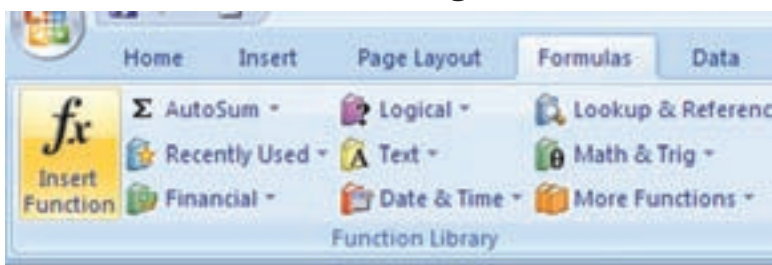 Home Insert Page Layout Formulas Data
fx Insert Function
Σ AutoSum
Recently Used
Financial
Logical
A Text
Date & Time
Lookup &
θ Math & Trig
More Functions
Function Library